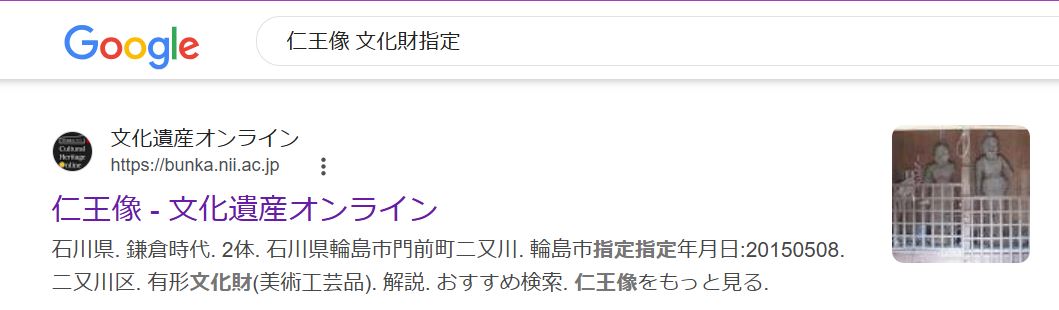 Google
仁王像 文化財指定
文化遺産オンライン
Cultural
Heritage
Online
https://bunka.nii.ac.jp
仁王像 - 文化遺産オンライン
石川県. 鎌倉時代. 2体. 石川県輪島市門前町二又川. 輪島市指定指定年月日:20150508.
二又川区. 有形文化財(美術工芸品). 解説. おすすめ検索. 仁王像をもっと見る.